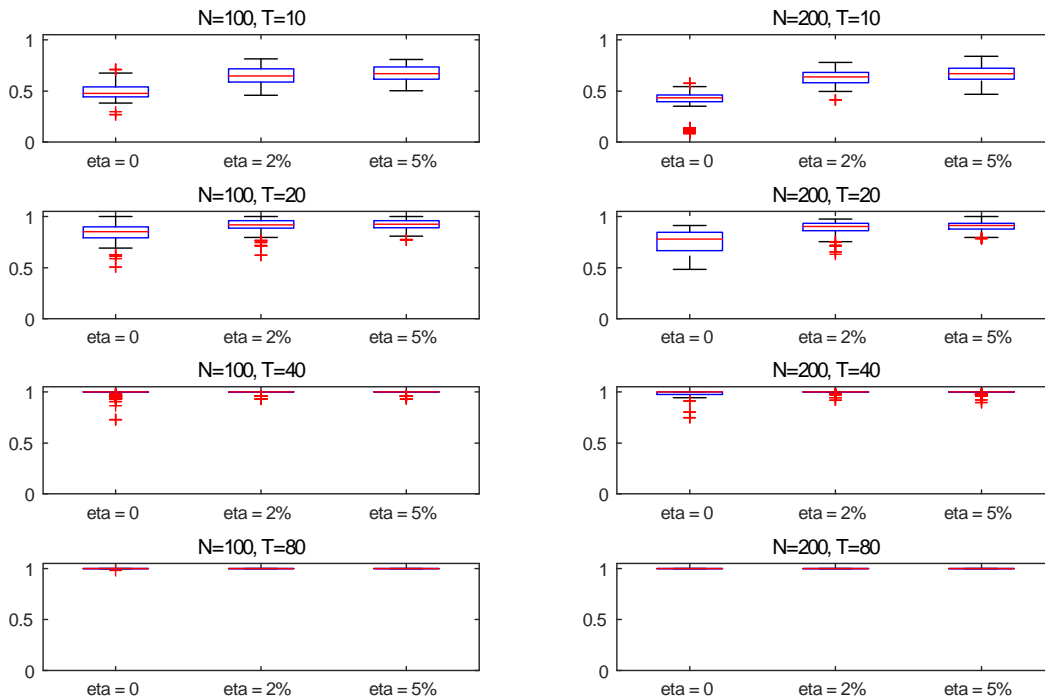 N=100, T=10
1
0.5
0
eta = 0
eta = 2%
eta = 5%
N=200, T=10
1
0.5
0
eta = 0
eta = 2%
eta = 5%
N=100, T=20
1
0.5
0
eta = 0
eta = 2%
eta = 5%
N=200, T=20
1
0.5
0
eta = 0
eta = 2%
eta = 5%
N=100, T=40
1
0.5
0
eta = 0
eta = 2%
eta = 5%
N=200, T=40
1
0.5
0
eta = 0
eta = 2%
eta = 5%
N=100, T=80
1
0.5
0
eta = 0
eta = 2%
eta = 5%
N=200, T=80
1
0.5
0
eta = 0
eta = 2%
eta = 5%